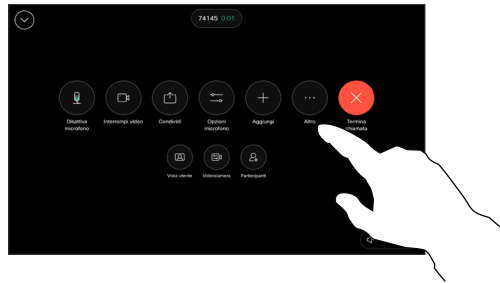 74145 0:01
Disattiva
microfono
Interrompi video
Condividi
Opzioni
microfono
Aggiungi
Altro
Termina
chiamata
Vista utente
Videocamera
Partecipanti